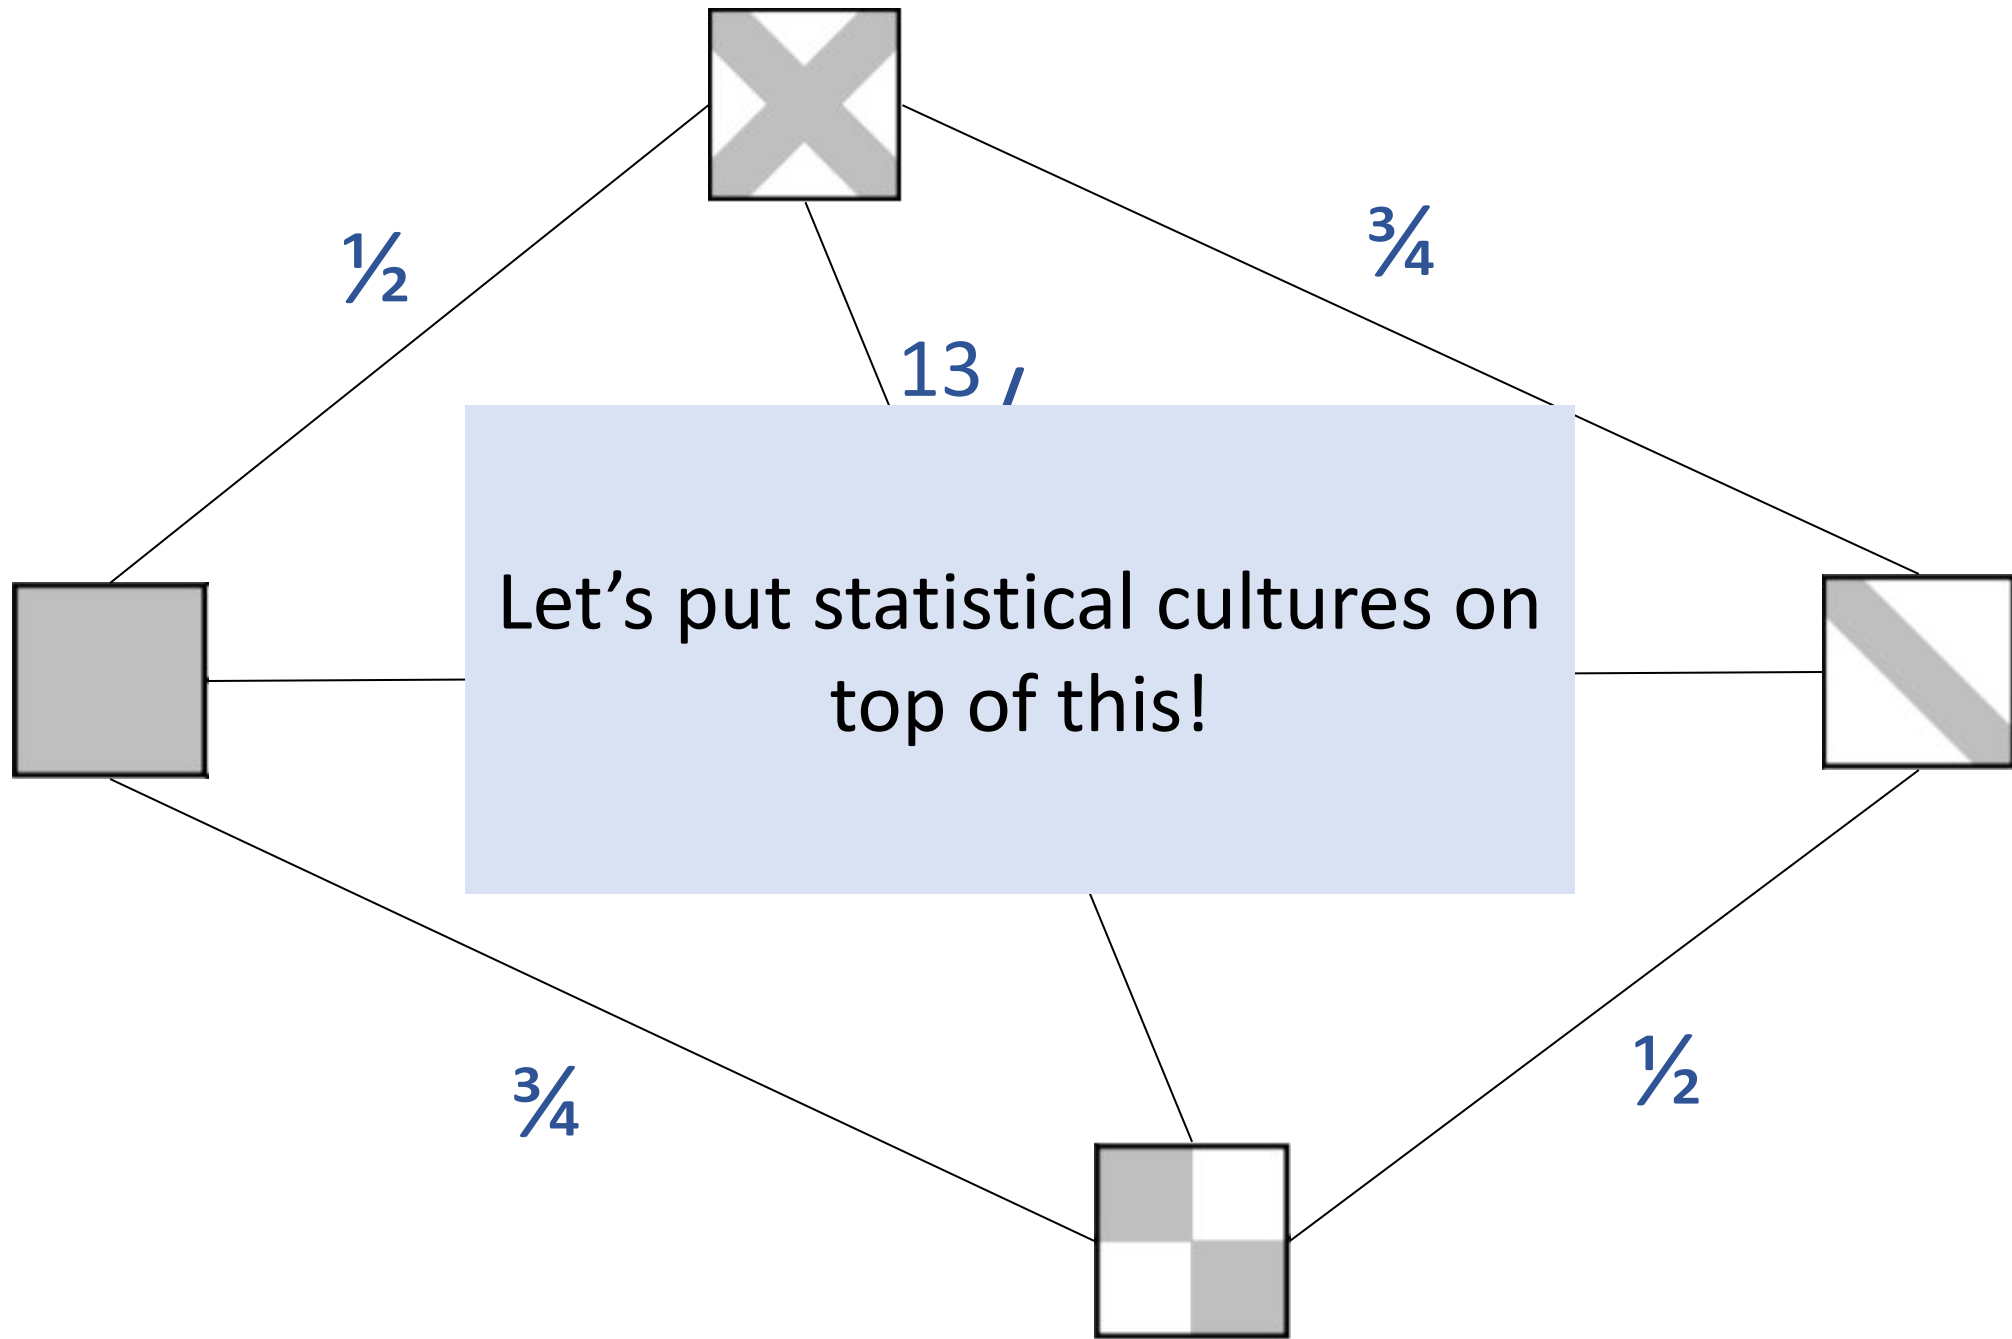 ½
¾
13
Let’s put statistical cultures on
top of this!
½
¾